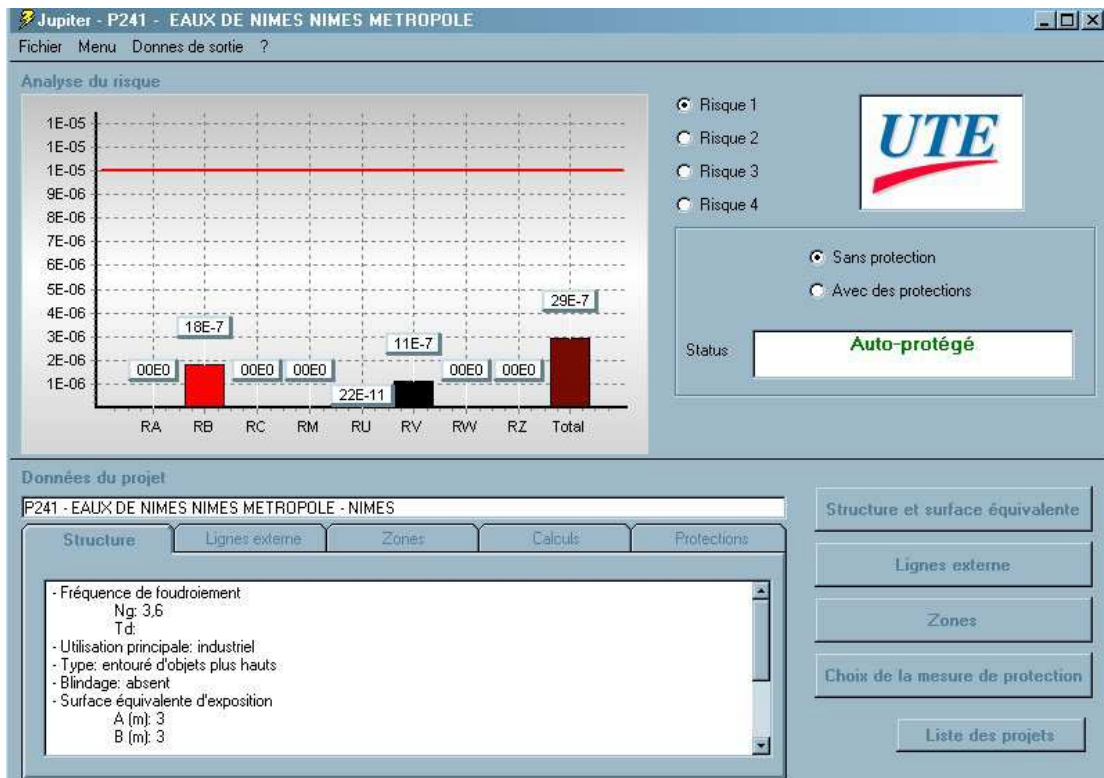 Jupiter - P241 - EAUX DE NIMES NIMES METROPOLE
Fichier Menu Donnes de sortie ?
Analyse du risque
1E-05
1E-05
1E-05
9E-06
8E-06
7E-06
6E-06
5E-06
4E-06
3E-06
2E-06
1E-06
00E0
18E-7
00E0
00E0
22E-11
11E-7
00E0
00E0
29E-7
RA RB RC RM RU RV RW RZ Total
Risque 1
Risque 2
Risque 3
Risque 4
UTE
Sans protection
Avec des protections
Status
Auto-protégé
Données du projet
P241 - EAUX DE NIMES NIMES METROPOLE - NIMES
Structure Lignes externe Zones Calculs Protections
- Fréquence de foudroiement
Ng: 3,6
Td:
- Utilisation principale: industriel
- Type: entouré d'objets plus hauts
- Blindage: absent
- Surface équivalente d'exposition
A (m): 3
B (m): 3
Structure et surface équivalente
Lignes externe
Zones
Choix de la mesure de protection
Liste des projets